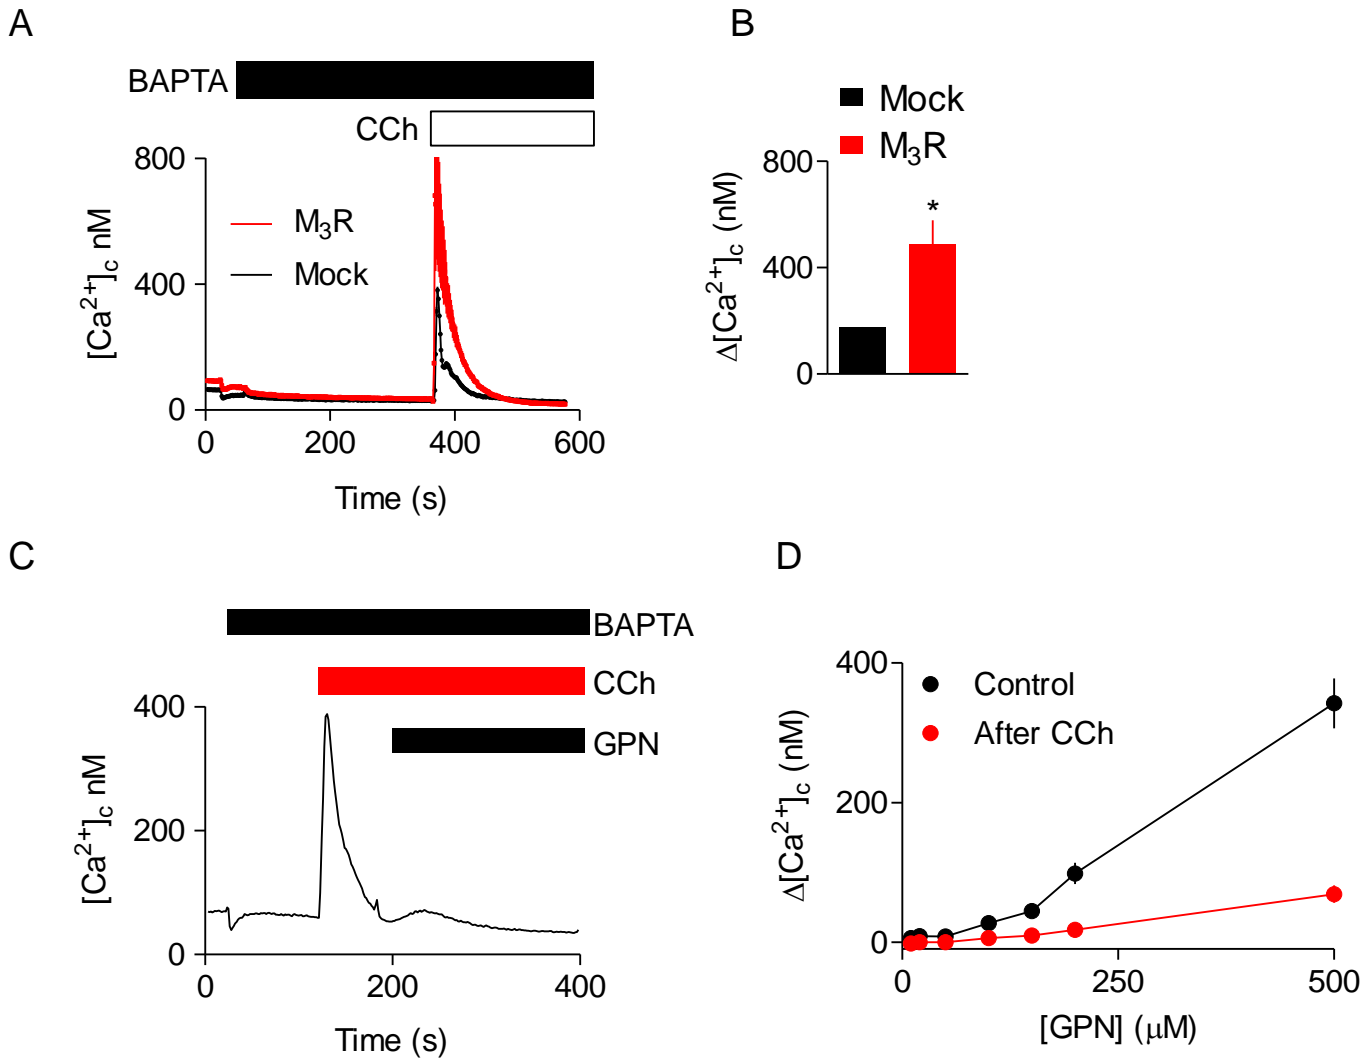 A
BAPTA
CCh
800
400
0
[Ca²⁺]c nM
M₃R
Mock
0 200 400 600
Time (s)
B
Mock
M₃R
800
400
0
Δ[Ca²⁺]c (nM)
*
C
BAPTA
CCh
GPN
400
200
0
[Ca²⁺]c nM
0 200 400
Time (s)
D
Control
After CCh
400
200
0
Δ[Ca²⁺]c (nM)
0 250 500
[GPN] (μM)